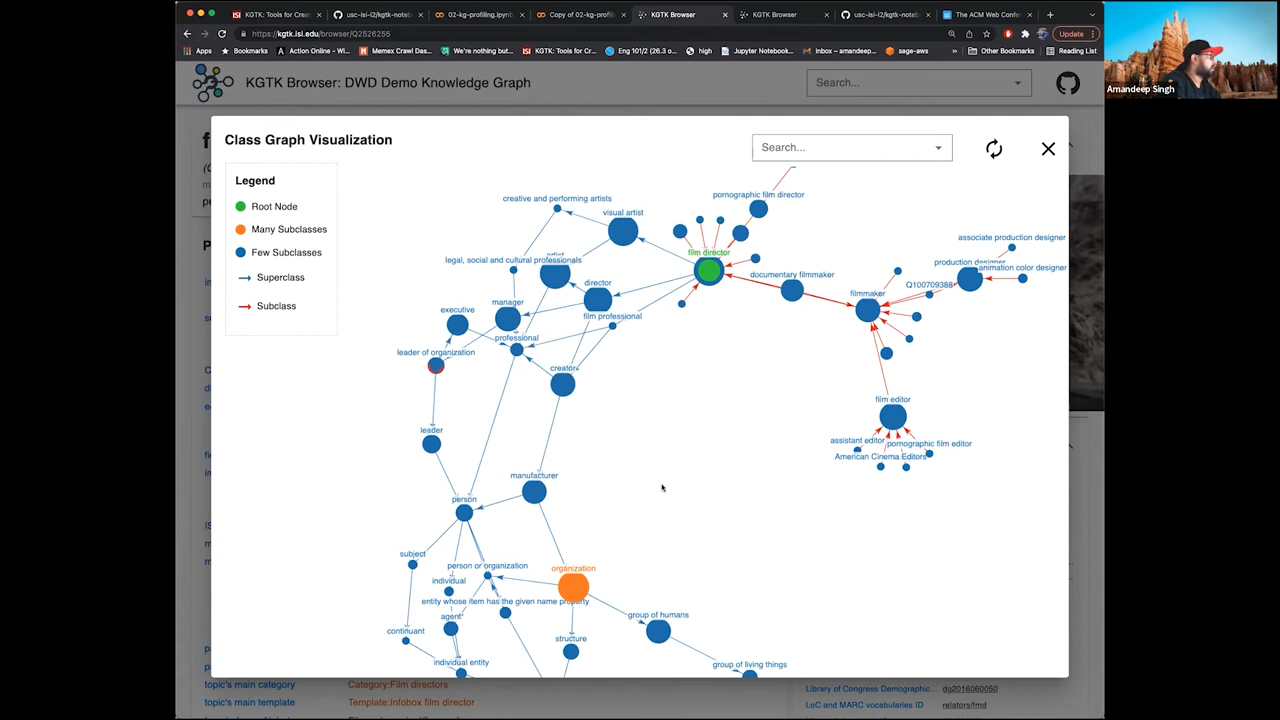 KGTK: Tools for Creat
usc-isi-i2/kgtk-noteb
02-kg-profiling.ipynb
Copy of 02-kg-profilin
KGTK Browser
KGTK Browser
usc-isi-i2/kgtk-noteb
The ACM Web Conf
https://kgtk.isl.edu/browser/Q2526255
Update
Apps
Bookmarks
Action Online - Wi...
Memex Crawl Das...
We're nothing but...
KGTK: Tools for Cr...
Eng 101/2 (26.3 o...
high
Jupyter Notebook...
Inbox – amandeep...
sage-aws
»
Other Bookmarks
Reading List
Amandeep Singh
KGTK Browser: DWD Demo Knowledge Graph
Search...
Class Graph Visualization
Search...
Legend
Root Node
Many Subclasses
Few Subclasses
Superclass
Subclass
pornographic film director
creative and performing artists
visual artist
film director
legal, social and cultural professionals
documentary filmmaker
director
manager
film professional
executive
professional
leader of organization
creator
leader
manufacturer
person
subject
person or organization
organization
individual
entity whose item has the given name property
agent
group of humans
continuant
structure
individual entity
group of living things
associate production designer
production designer
animation color designer
Q100709388
filmmaker
film editor
assistant editor
pornographic film editor
American Cinema Editors
topic's main category
Category:Film directors
topic's main template
Template:Infobox film director
Library of Congress Demographic...
dg2016060050
LoC and MARC vocabularies ID
relators/fmd